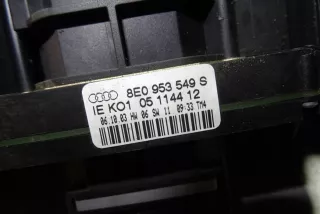 8E0 953 549 S
IE KO1 05 1144 12
06.10.03 HW 06 SW 11 09:33 TM4